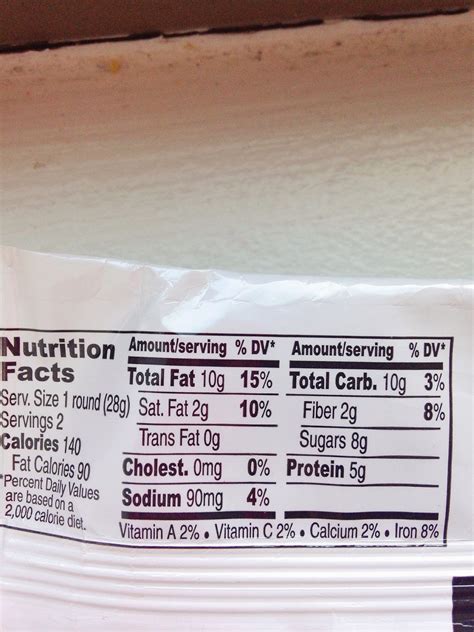 Nutrition
Facts
Serv. Size 1 round (28g)
Servings 2
Calories 140
Fat Calories 90
*Percent Daily Values
are based on a
2,000 calorie diet.
Amount/serving % DV*
Total Fat 10g 15%
Sat. Fat 2g 10%
Trans Fat 0g
Cholest. 0mg 0%
Sodium 90mg 4%
Amount/serving % DV*
Total Carb. 10g 3%
Fiber 2g 8%
Sugars 8g
Protein 5g
Vitamin A 2% • Vitamin C 2% • Calcium 2% • Iron 8%